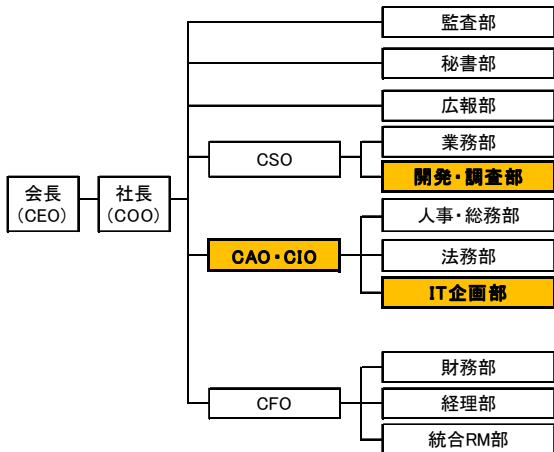 監査部
秘書部
広報部
業務部
CSO
開発・調査部
会長
(CEO)
社長
(COO)
人事・総務部
CAO・CIO
法務部
IT企画部
財務部
CFO
経理部
統合RM部